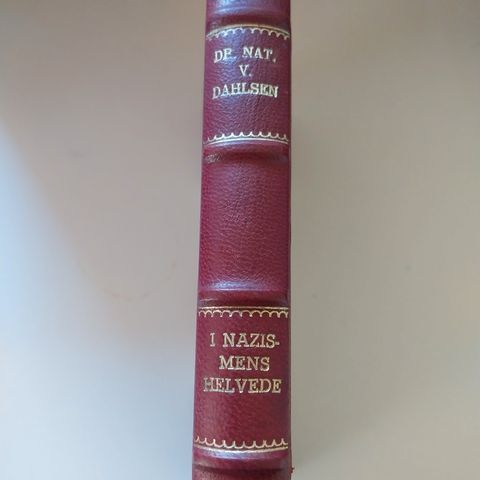 DR. NAT.
V.
DAHLSEN
I NAZIS-
MENS
HELVEDE